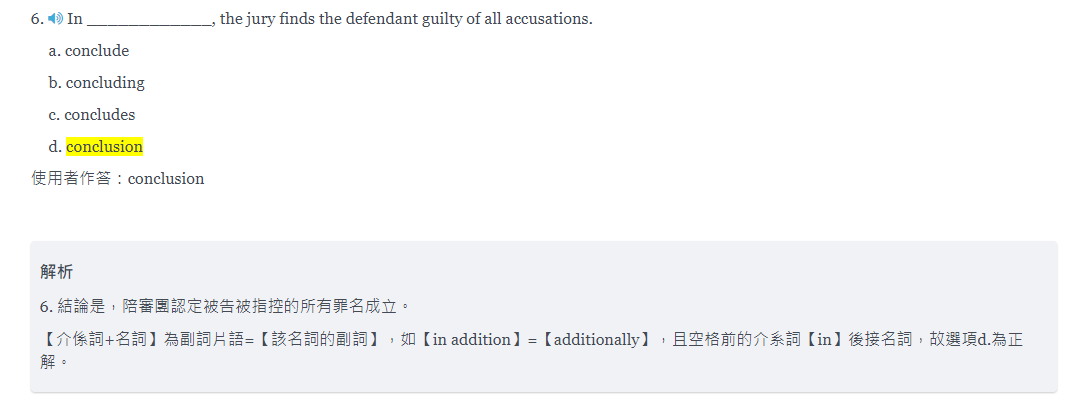 6. In _______________, the jury finds the defendant guilty of all accusations.
a. conclude
b. concluding
c. concludes
d. conclusion
使用者作答：conclusion
解析
6. 結論是，陪審團認定被告被指控的所有罪名成立。
【介係詞+名詞】為副詞片語=【該名詞的副詞】，如【in addition】=【additionally】，且空格前的介系詞【in】後接名詞，故選項d.為正
解。